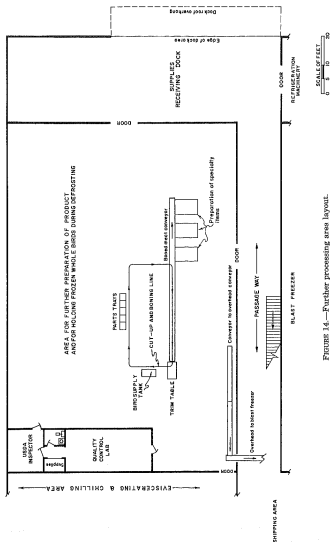 Dock roof overhang
Edge of dock area
SUPPLIES
RECEIVING DOCK
DOOR
REFRIGERATION
MACHINERY
SCALE OF FEET
0 5 10 20
DOOR
AREA FOR FURTHER PREPARATION OF PRODUCT
AND/OR HOLDING FROZEN WHOLE BIRDS DURING DEFROSTING
PARTS TRAYS
CUT-UP AND BONING LINE
BIRD SUPPLY
TANK
TRIM TABLE
Boned meat conveyor
Preparation of specialty
items
DOOR
PASSAGE WAY
Conveyor to overhead conveyor
Overhead to blast freezer
BLAST FREEZER
USDA
INSPECTOR
Supplies
QUALITY
CONTROL
LAB
DOOR
EVISCERATING & CHILLING AREA
SHIPPING AREA
FIGURE 14.—Further processing area layout.